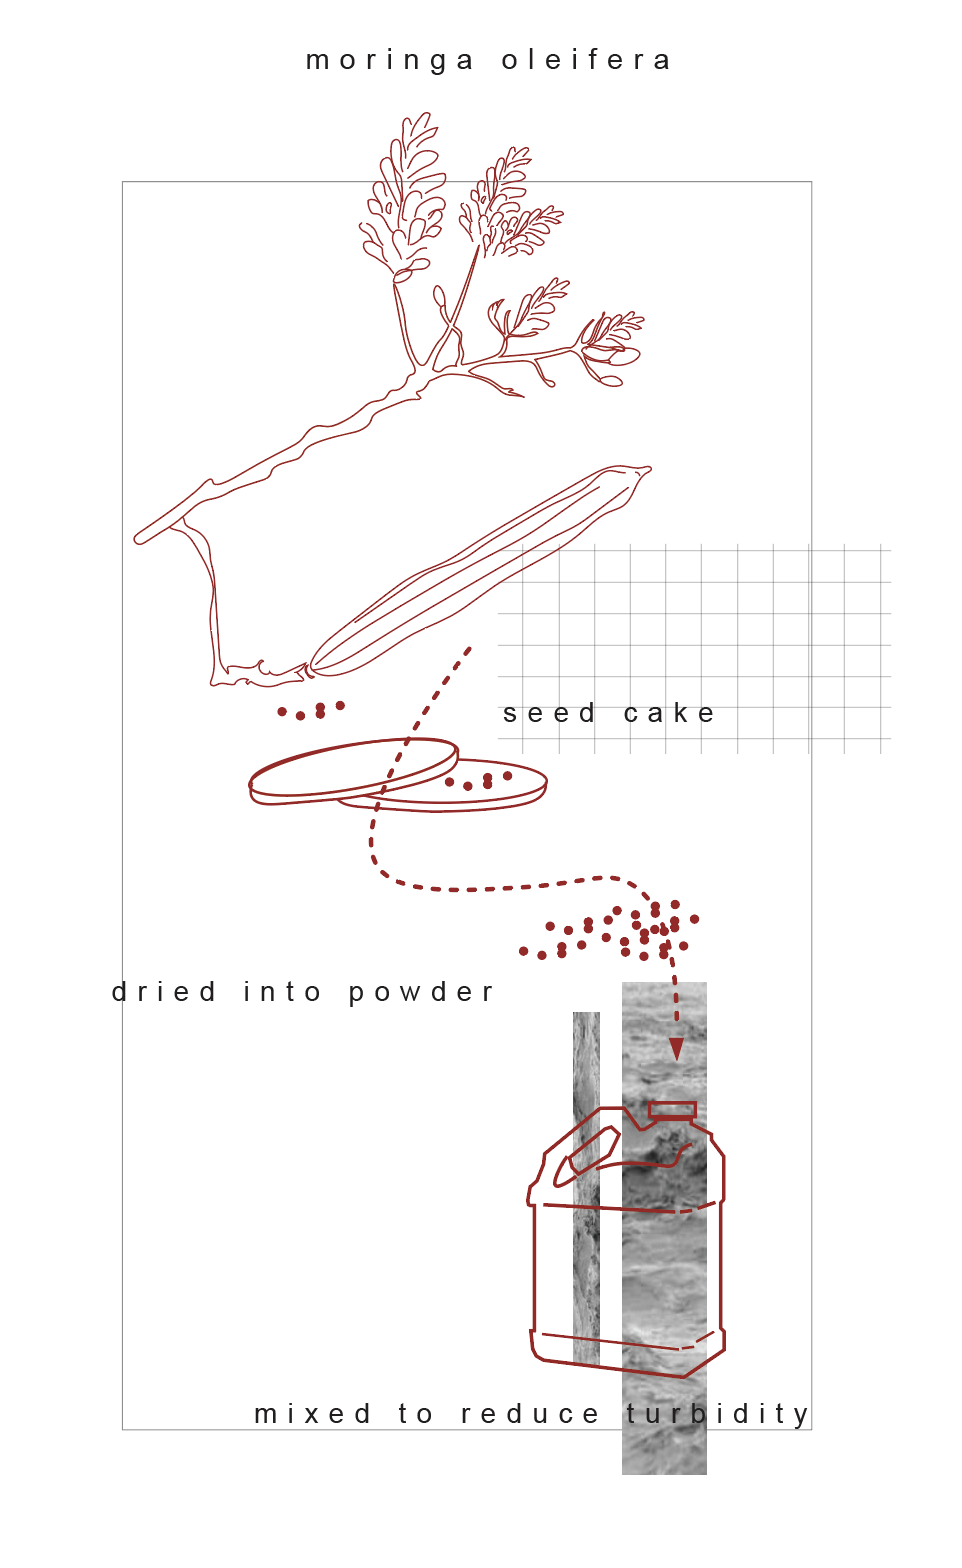 moringa oleifera
seed cake
dried into powder
mixed to reduce turbidity